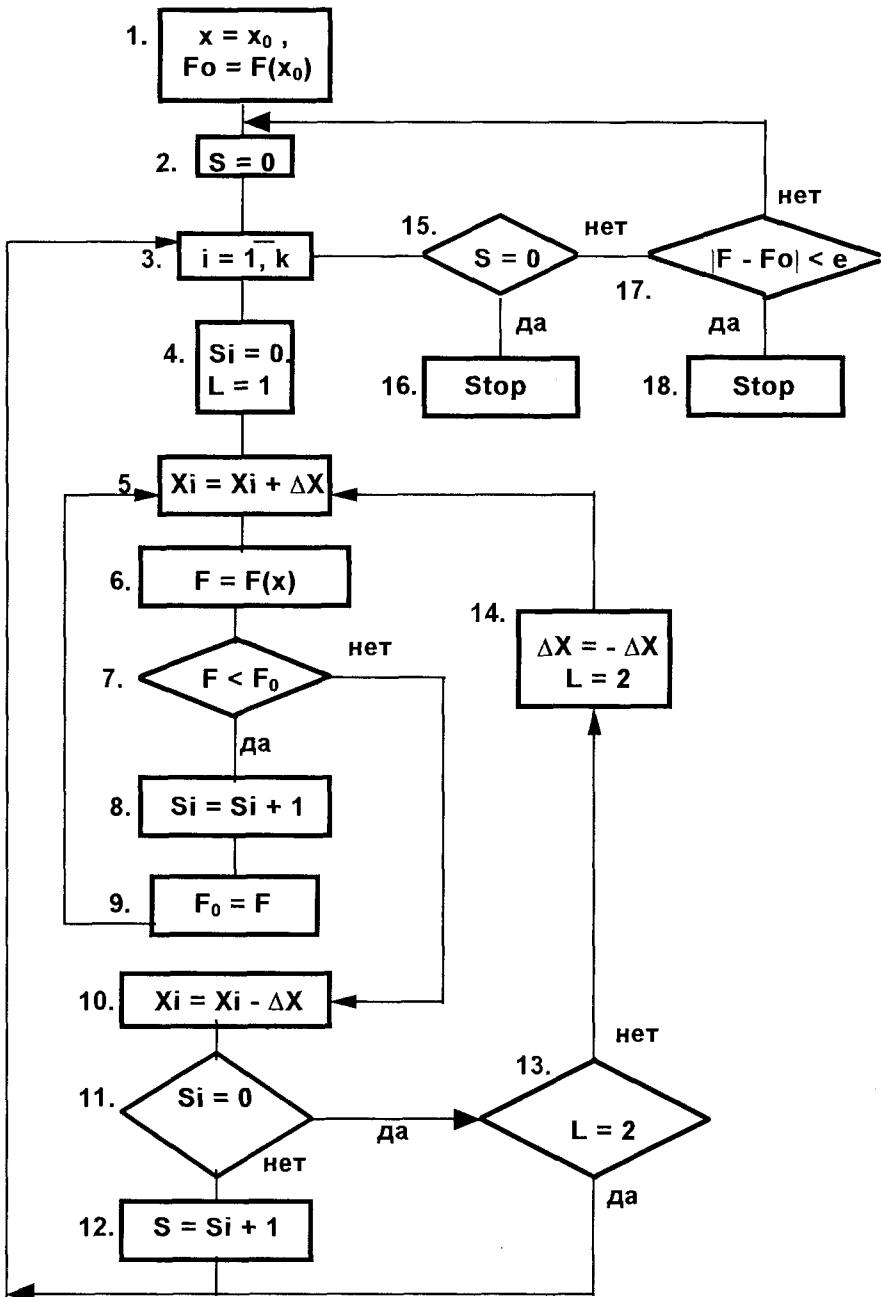 1.
x = x₀ ,
Fo = F(x₀)
2.
S = 0
3.
i = 1, k̅
4.
Si = 0.
L = 1
5
Xi = Xi + ΔX
6.
F = F(x)
7.
F < F₀
нет
да
8.
Si = Si + 1
9.
F₀ = F
10.
Xi = Xi - ΔX
11.
Si = 0
да
нет
12.
S = Si + 1
13.
L = 2
нет
да
14.
ΔX = - ΔX
L = 2
15.
S = 0
нет
да
16.
Stop
17.
|F - Fo| < e
нет
да
18.
Stop